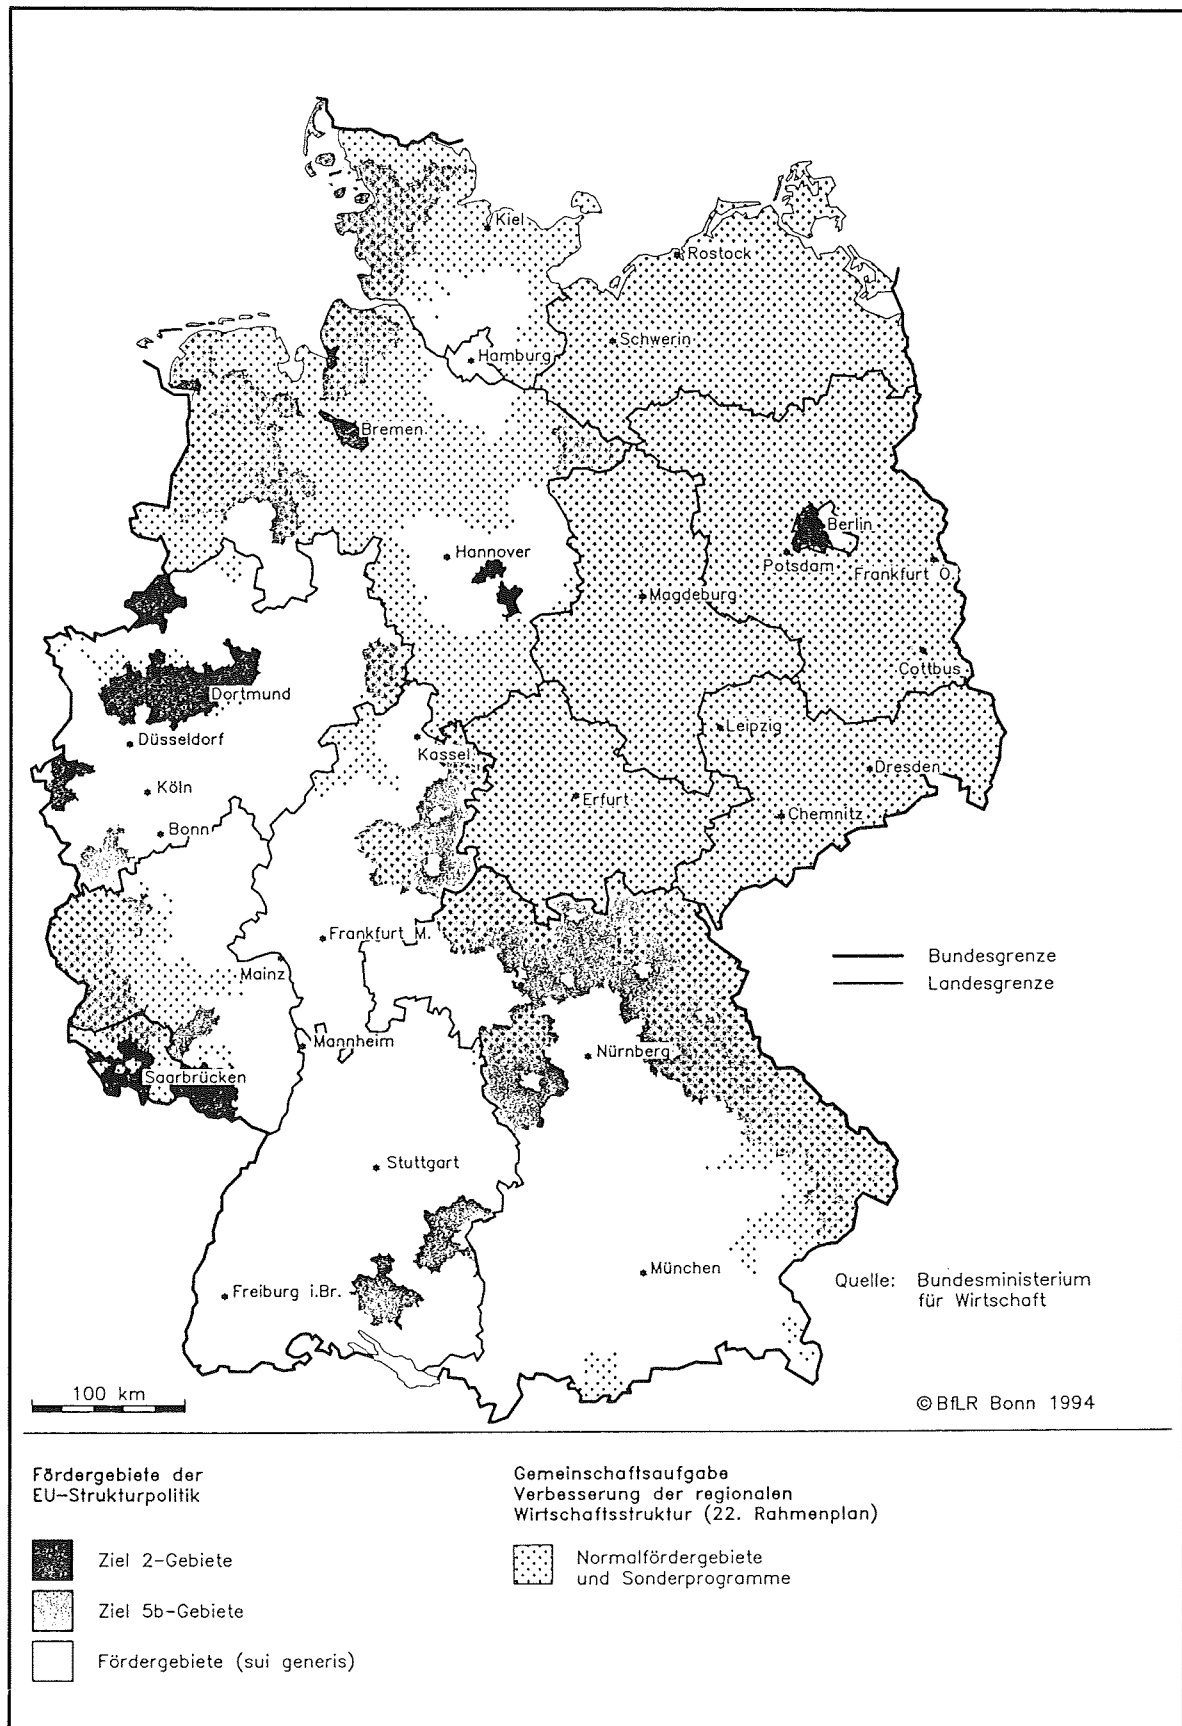 Kiel
Rostock
Schwerin
Hamburg
Bremen
Berlin
Hannover
Potsdam
Frankfurt O.
Magdeburg
Cottbus
Dortmund
Leipzig
Düsseldorf
Kassel
Dresden
Köln
Erfurt
Chemnitz
Bonn
Frankfurt M.
Bundesgrenze
Mainz
Landesgrenze
Mannheim
Nürnberg
Saarbrücken
Stuttgart
München
Quelle: Bundesministerium
für Wirtschaft
Freiburg i.Br.
100 km
© BfLR Bonn 1994
Fördergebiete der
EU-Strukturpolitik
Ziel 2-Gebiete
Ziel 5b-Gebiete
Fördergebiete (sui generis)
Gemeinschaftsaufgabe
Verbesserung der regionalen
Wirtschaftsstruktur (22. Rahmenplan)
Normalfördergebiete
und Sonderprogramme